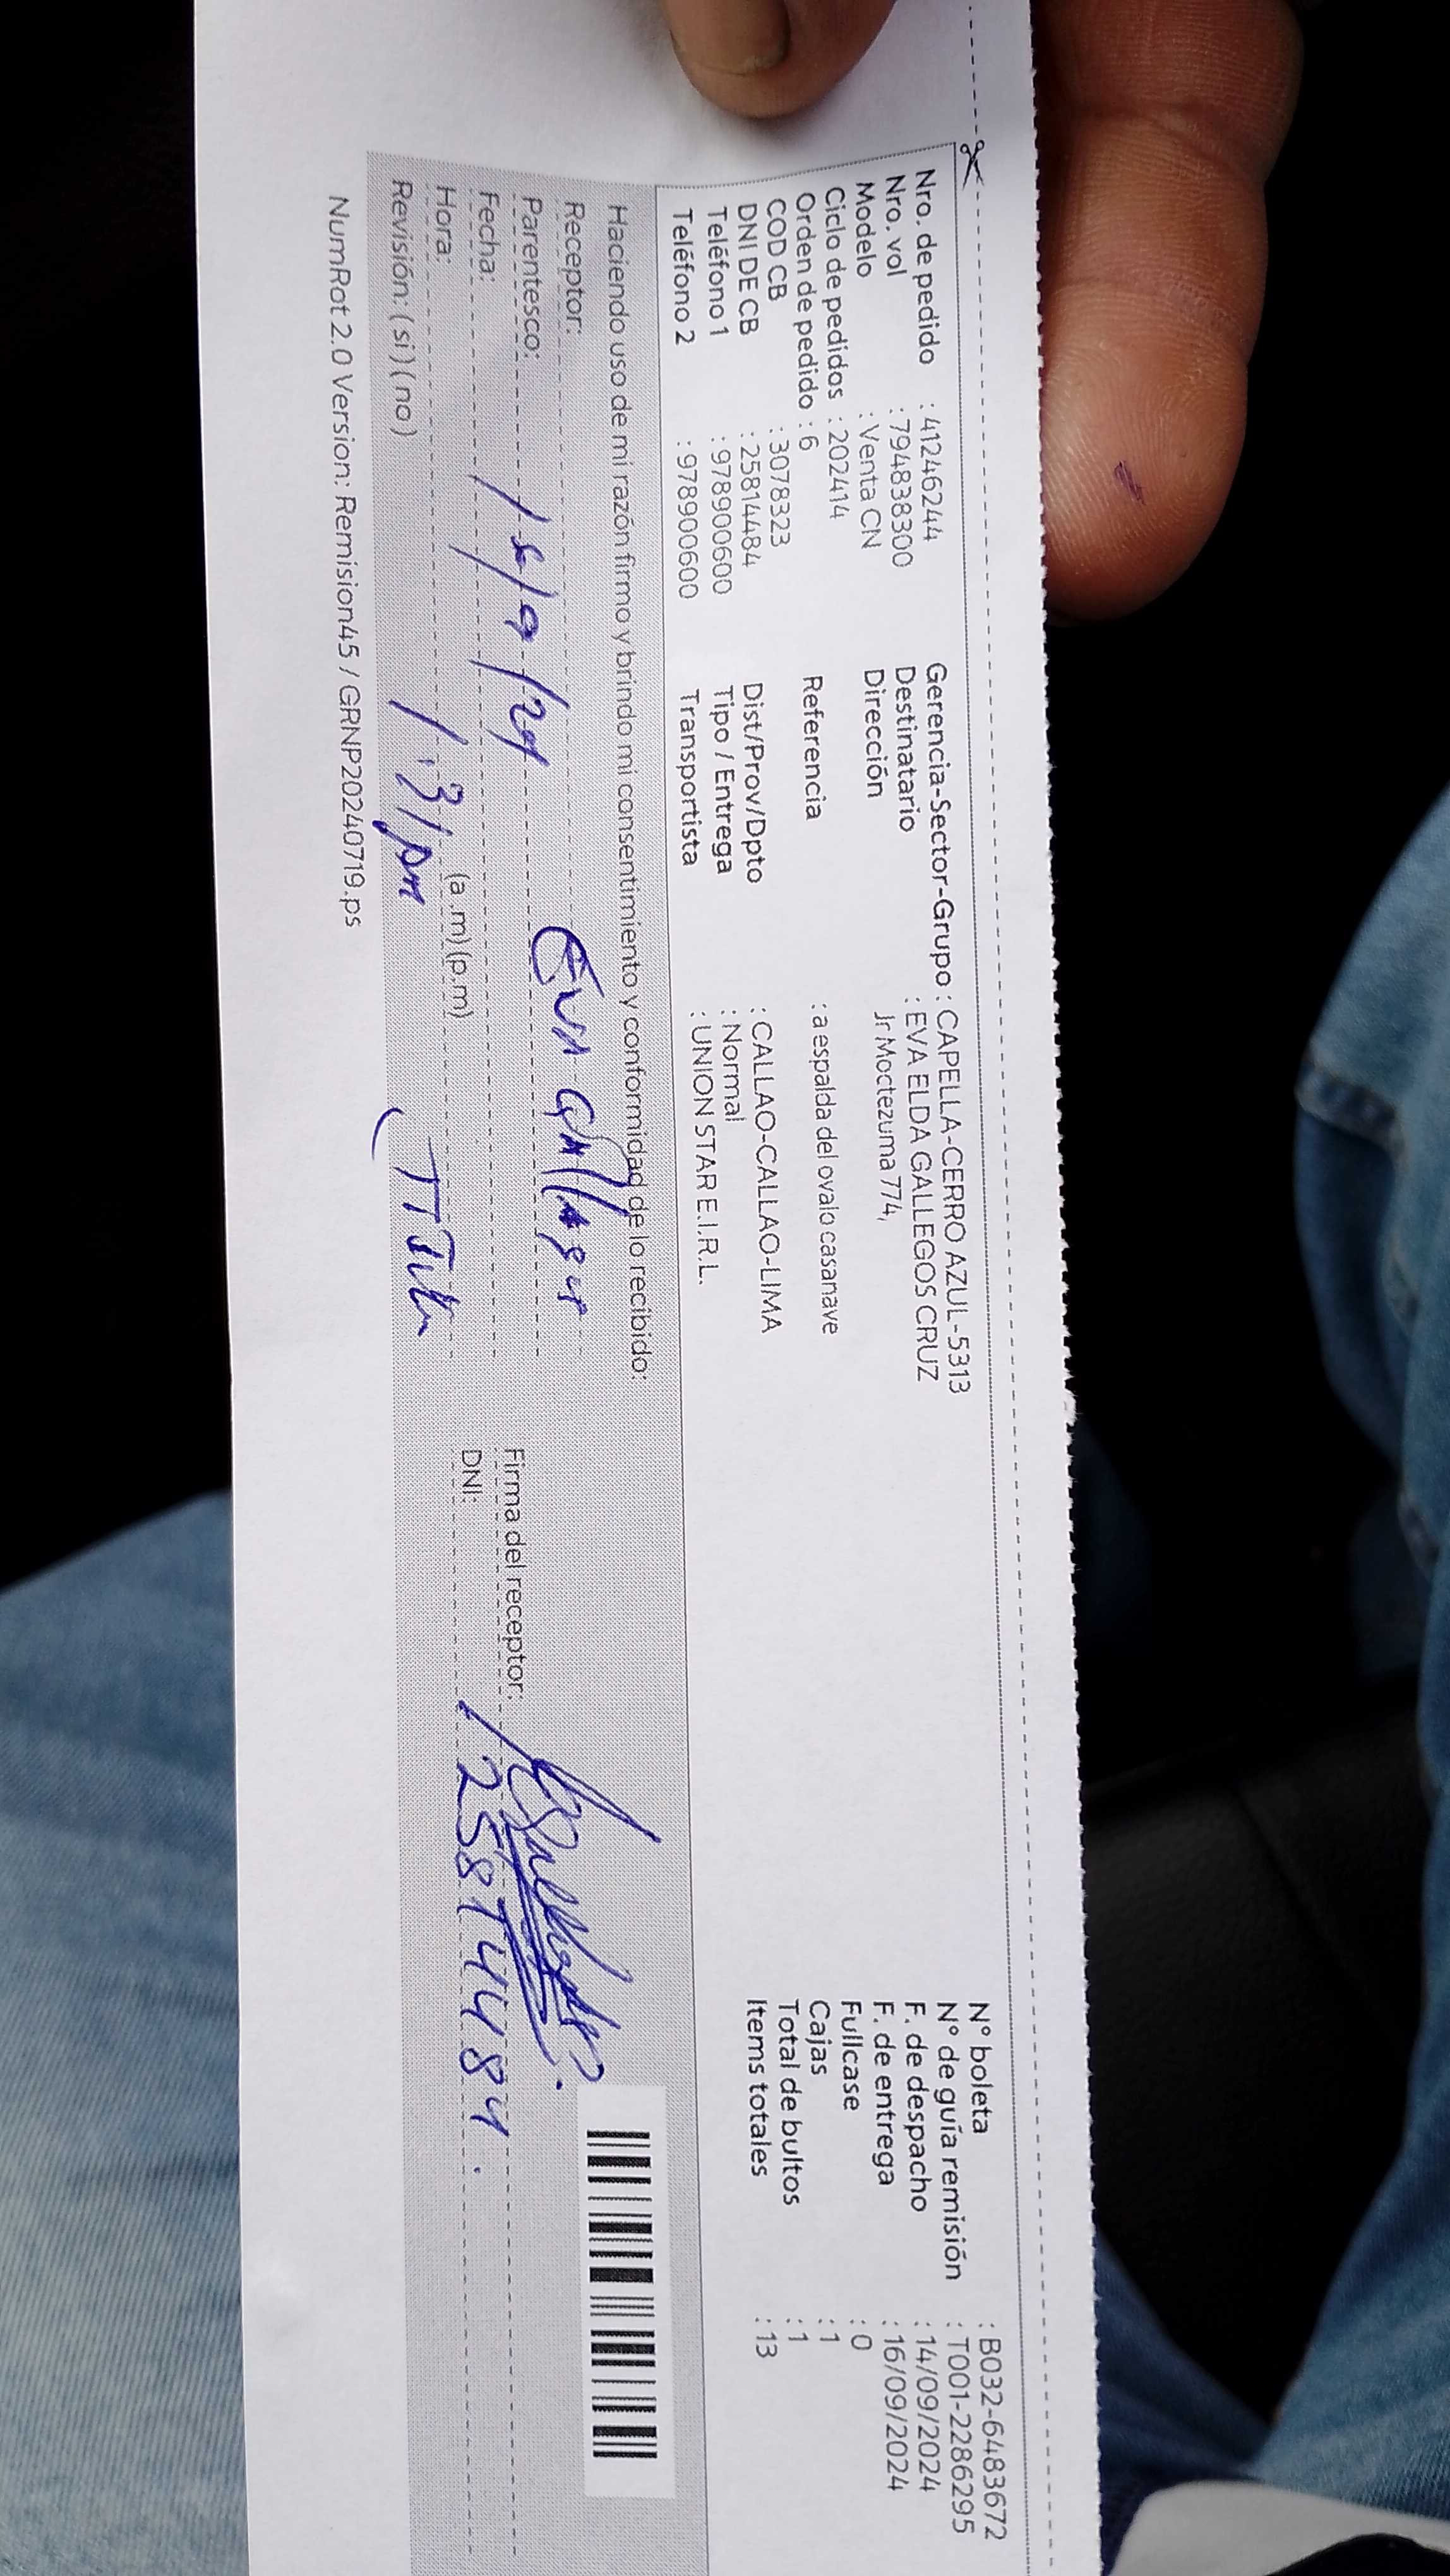 Nro. de pedido : 41246244
Nro. vol : 794838300
Modelo : Venta CN
Ciclo de pedidos : 202414
Orden de pedido : 6
COD CB : 3078323
DNI DE CB : 25814484
Teléfono 1 : 978900600
Teléfono 2 : 978900600
Gerencia-Sector-Grupo : CAPELLA-CERRO AZUL-5313
Destinatario : EVA ELDA GALLEGOS CRUZ
Dirección Jr Moctezuma 774,
Referencia : a espalda del ovalo casanave
Dist/Prov/Dpto : CALLAO-CALLAO-LIMA
Tipo / Entrega : Normal
Transportista : UNION STAR E.I.R.L.
N° boleta : B032-6483672
N° de guía remisión : T001-2286295
F. de despacho : 14/09/2024
F. de entrega : 16/09/2024
Fullcase : 0
Cajas : 1
Total de bultos : 1
Items totales : 13
Haciendo uso de mi razón firmo y brindo mi consentimiento y conformidad de lo recibido:
Receptor: Eva
Parentesco:
Fecha:
Hora: (a.m) (p.m)
Revisión: (si) (no)
Firma del receptor:
DNI: 25814484
NumRot 2.0 Version: Remision45 / GRNP20240719.ps